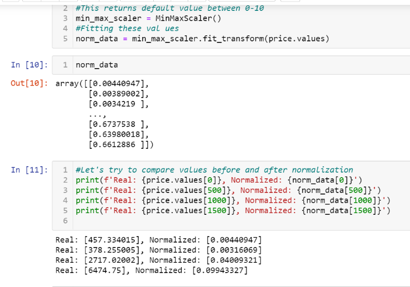 2 #This returns default value between 0-10
3 min_max_scaler = MinMaxScaler()
4 #Fitting these val ues
5 norm_data = min_max_scaler.fit_transform(price.values)
In [10]: 1 norm_data
Out[10]: array([[0.00440947],
[0.00389002],
[0.0034219 ],
...,
[0.6737538 ],
[0.63980018],
[0.6612886 ]])
In [11]: 1 #Let's try to compare values before and after normalization
2 print(f'Real: {price.values[0]}, Normalized: {norm_data[0]}')
3 print(f'Real: {price.values[500]}, Normalized: {norm_data[500]}')
4 print(f'Real: {price.values[1000]}, Normalized: {norm_data[1000]}')
5 print(f'Real: {price.values[1500]}, Normalized: {norm_data[1500]}')
6
Real: [457.334015], Normalized: [0.00440947]
Real: [378.255005], Normalized: [0.00316069]
Real: [2717.02002], Normalized: [0.04009321]
Real: [6474.75], Normalized: [0.09943327]